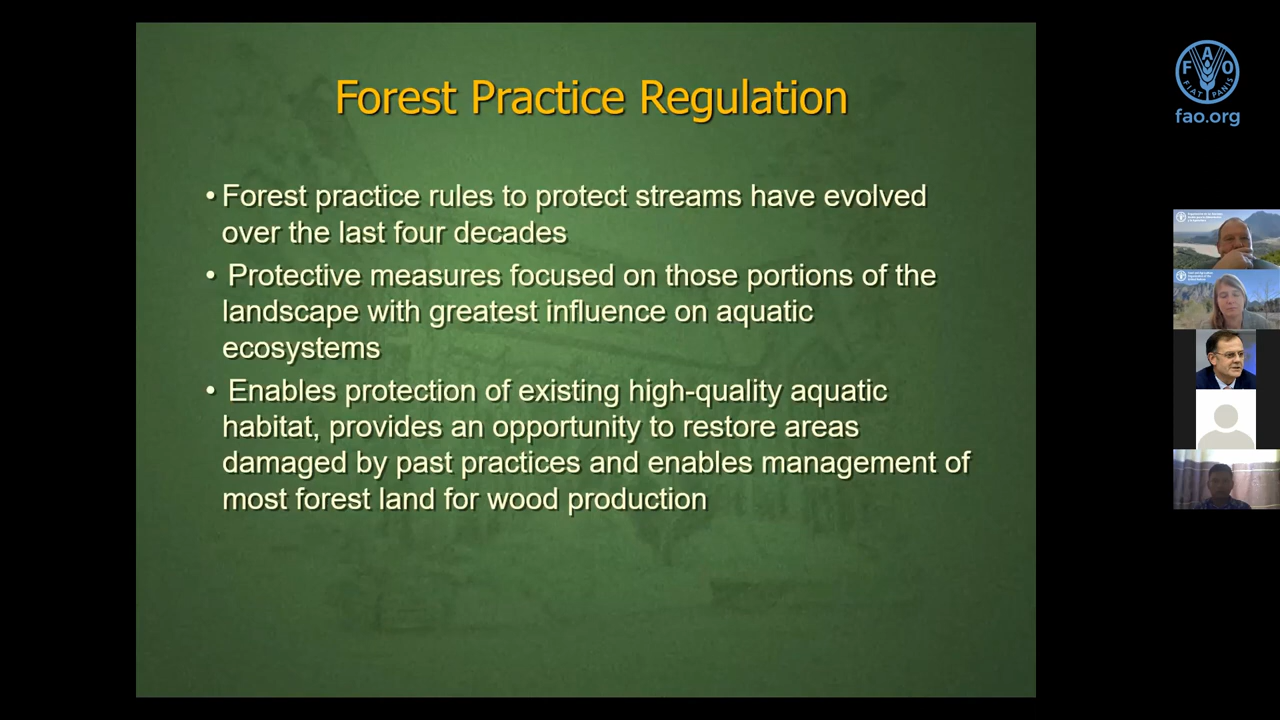 Forest Practice Regulation
• Forest practice rules to protect streams have evolved
over the last four decades
• Protective measures focused on those portions of the
landscape with greatest influence on aquatic
ecosystems
• Enables protection of existing high-quality aquatic
habitat, provides an opportunity to restore areas
damaged by past practices and enables management of
most forest land for wood production
F A O
FIAT PANIS
fao.org